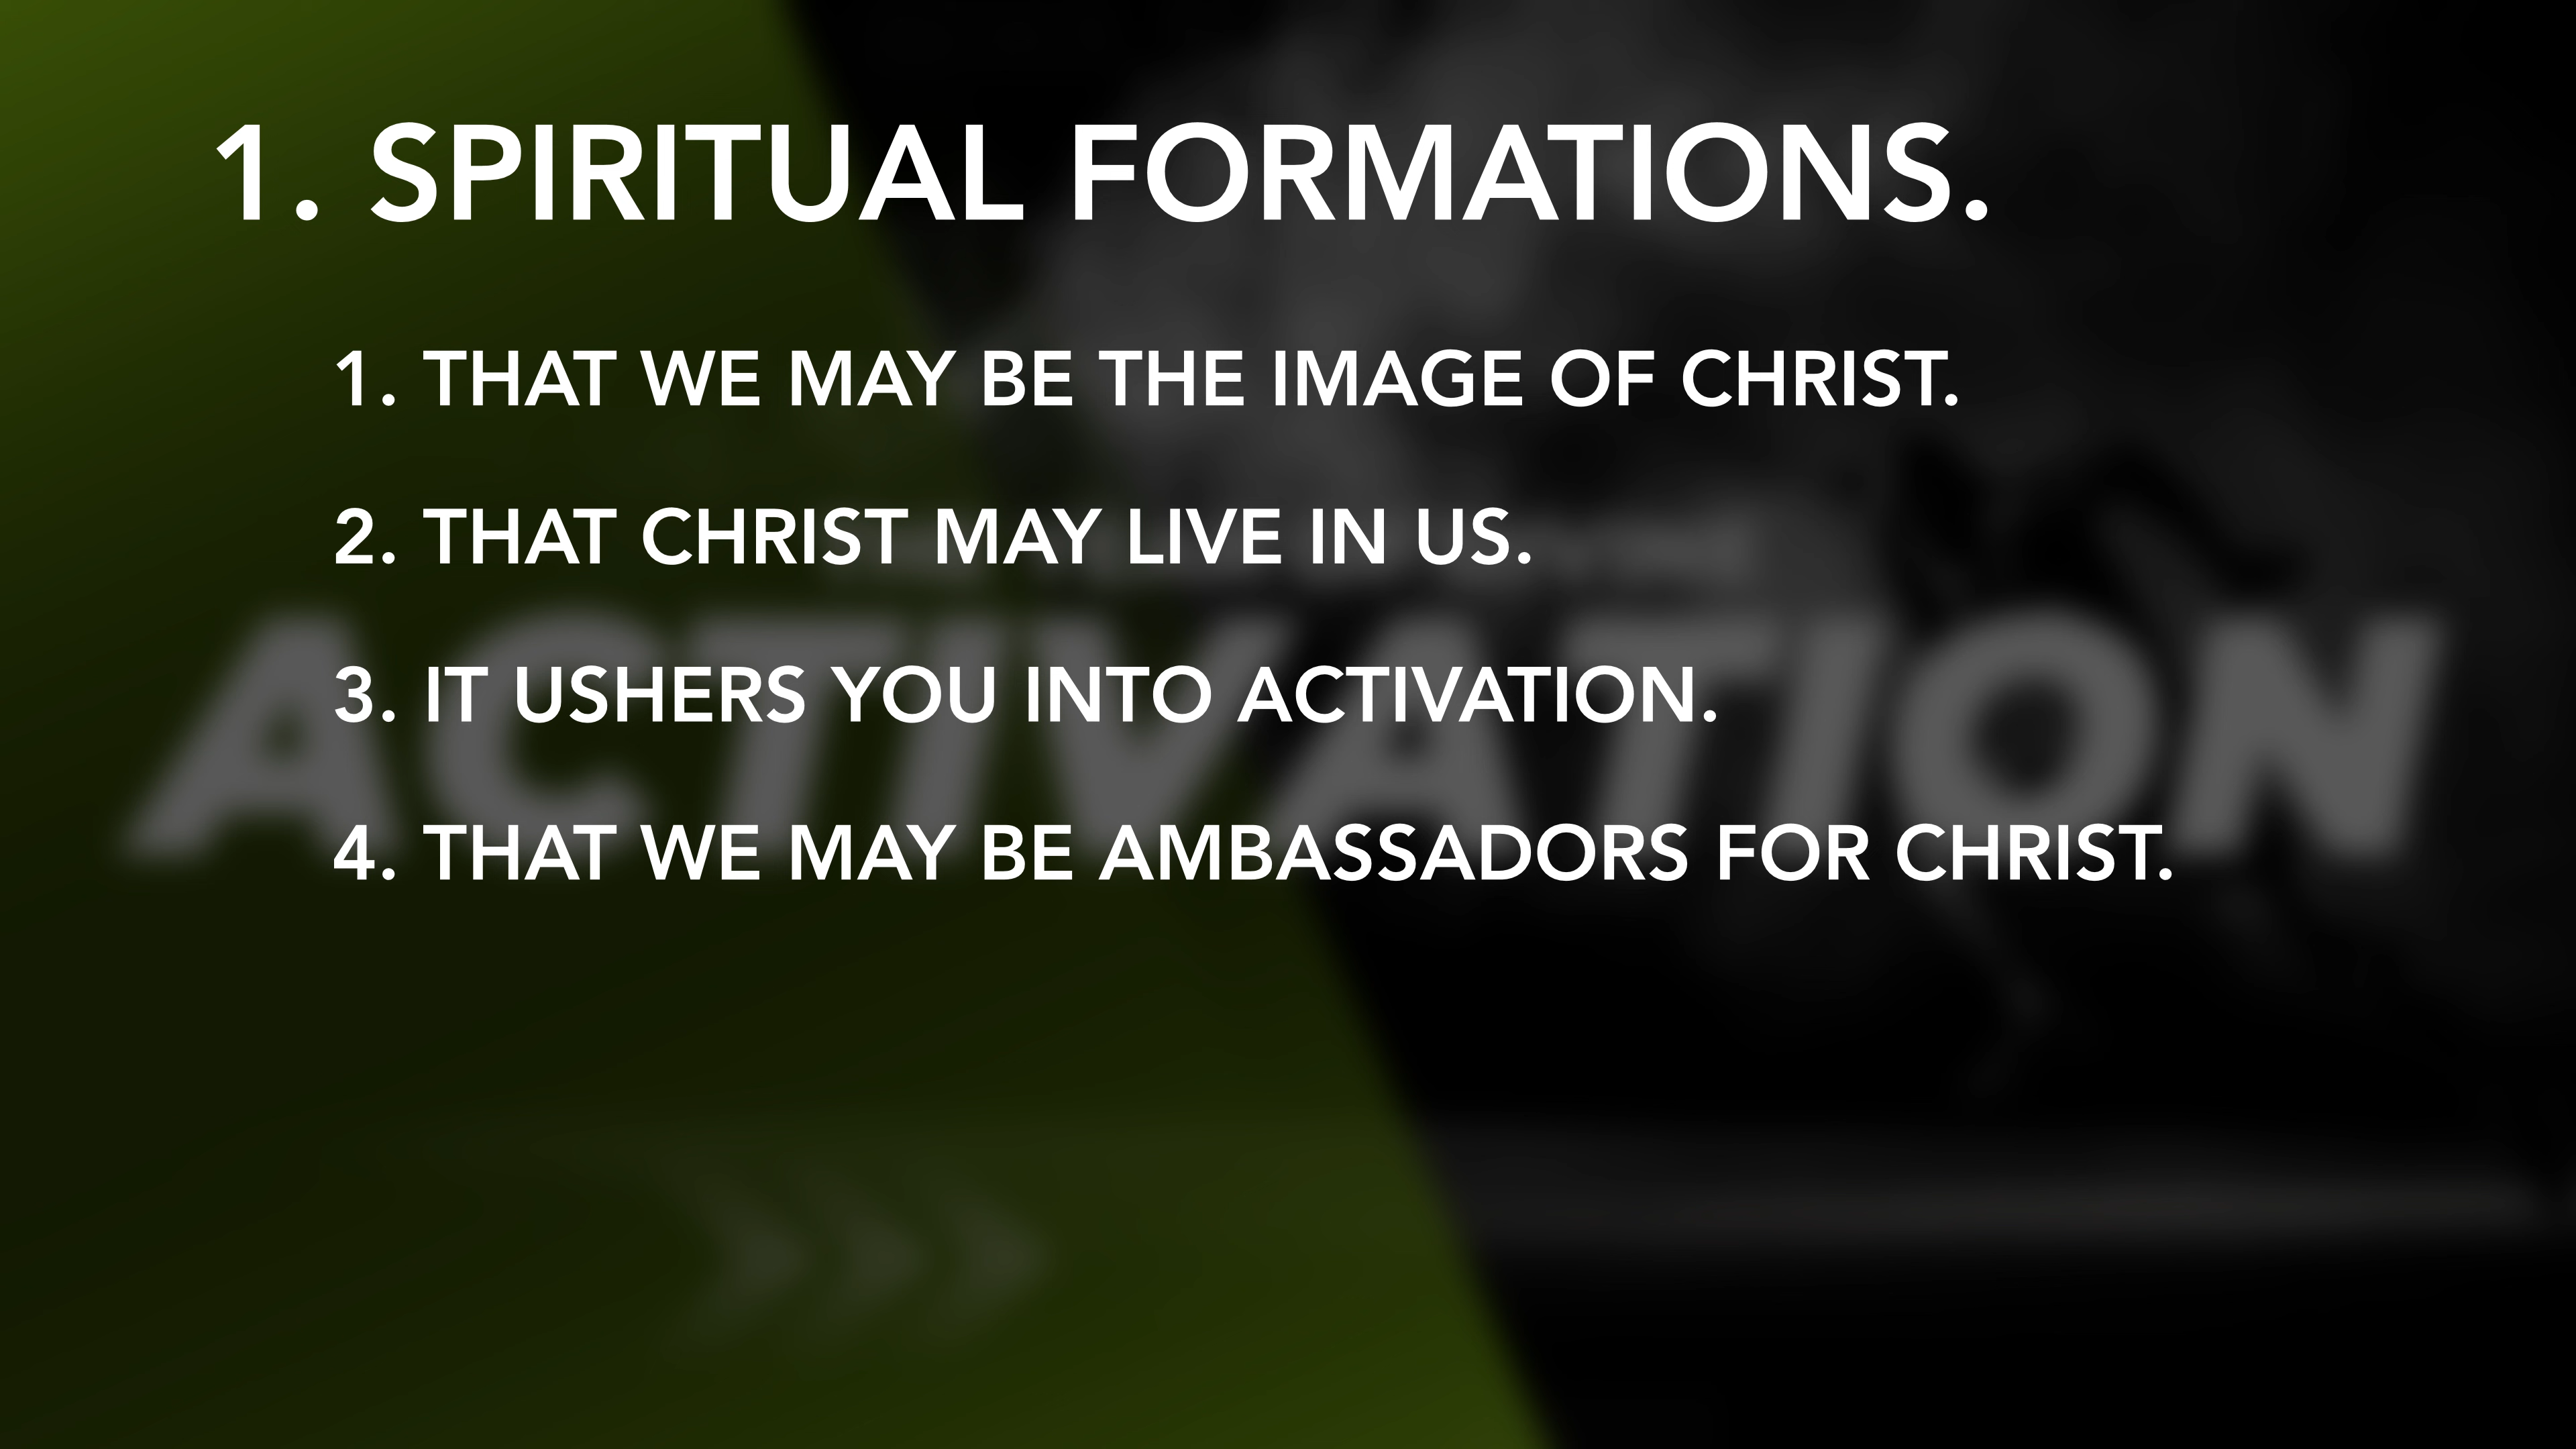 1. SPIRITUAL FORMATIONS.
1. THAT WE MAY BE THE IMAGE OF CHRIST.
2. THAT CHRIST MAY LIVE IN US.
3. IT USHERS YOU INTO ACTIVATION.
ACTIVATION
4. THAT WE MAY BE AMBASSADORS FOR CHRIST.